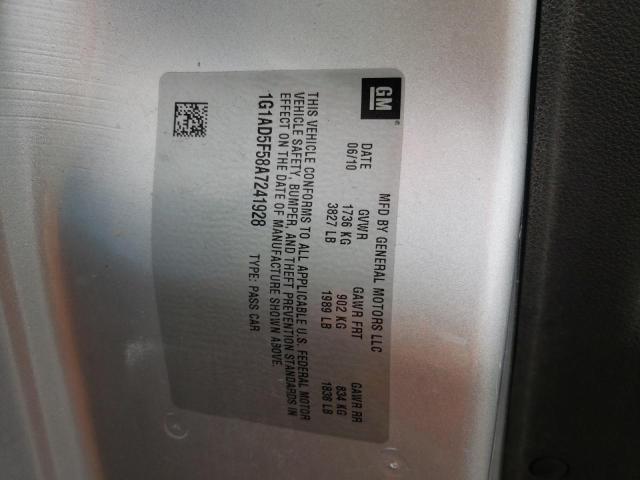 GM
MFD BY GENERAL MOTORS LLC
DATE GVWR GAWR FRT GAWR RR
06/10 1736 KG 902 KG 834 KG
3827 LB 1989 LB 1838 LB
THIS VEHICLE CONFORMS TO ALL APPLICABLE U.S. FEDERAL MOTOR
VEHICLE SAFETY, BUMPER, AND THEFT PREVENTION STANDARDS IN
EFFECT ON THE DATE OF MANUFACTURE SHOWN ABOVE.
1G1AD5F58A7241928 TYPE: PASS CAR